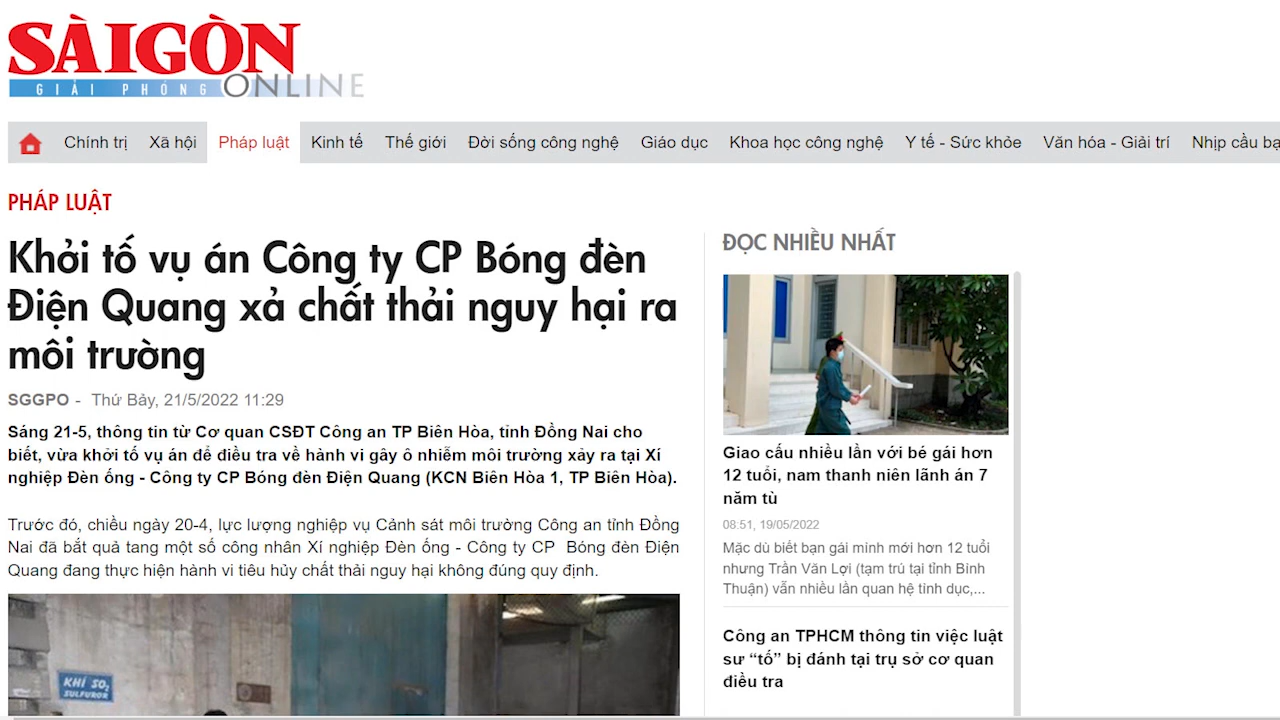 SÀIGÒN
GIẢI PHÓNG ONLINE
Chính trị Xã hội Pháp luật Kinh tế Thế giới Đời sống công nghệ Giáo dục Khoa học công nghệ Y tế - Sức khỏe Văn hóa - Giải trí Nhịp cầu
PHÁP LUẬT
Khởi tố vụ án Công ty CP Bóng đèn
Điện Quang xả chất thải nguy hại ra
môi trường
SGGPO - Thứ Bảy, 21/5/2022 11:29
Sáng 21-5, thông tin từ Cơ quan CSĐT Công an TP Biên Hòa, tỉnh Đồng Nai cho
biết, vừa khởi tố vụ án để điều tra về hành vi gây ô nhiễm môi trường xảy ra tại Xí
nghiệp Đèn ống - Công ty CP Bóng đèn Điện Quang (KCN Biên Hòa 1, TP Biên Hòa).
Trước đó, chiều ngày 20-4, lực lượng nghiệp vụ Cảnh sát môi trường Công an tỉnh Đồng
Nai đã bắt quả tang một số công nhân Xí nghiệp Đèn ống - Công ty CP Bóng đèn Điện
Quang đang thực hiện hành vi tiêu hủy chất thải nguy hại không đúng quy định.
KHÍ SO2
SULFUROR
ĐỌC NHIỀU NHẤT
Giao cấu nhiều lần với bé gái hơn
12 tuổi, nam thanh niên lãnh án 7
năm tù
08:51, 19/05/2022
Mặc dù biết bạn gái mình mới hơn 12 tuổi
nhưng Trần Văn Lợi (tạm trú tại tỉnh Bình
Thuận) vẫn nhiều lần quan hệ tình dục,...
Công an TPHCM thông tin việc luật
sư “tố” bị đánh tại trụ sở cơ quan
điều tra